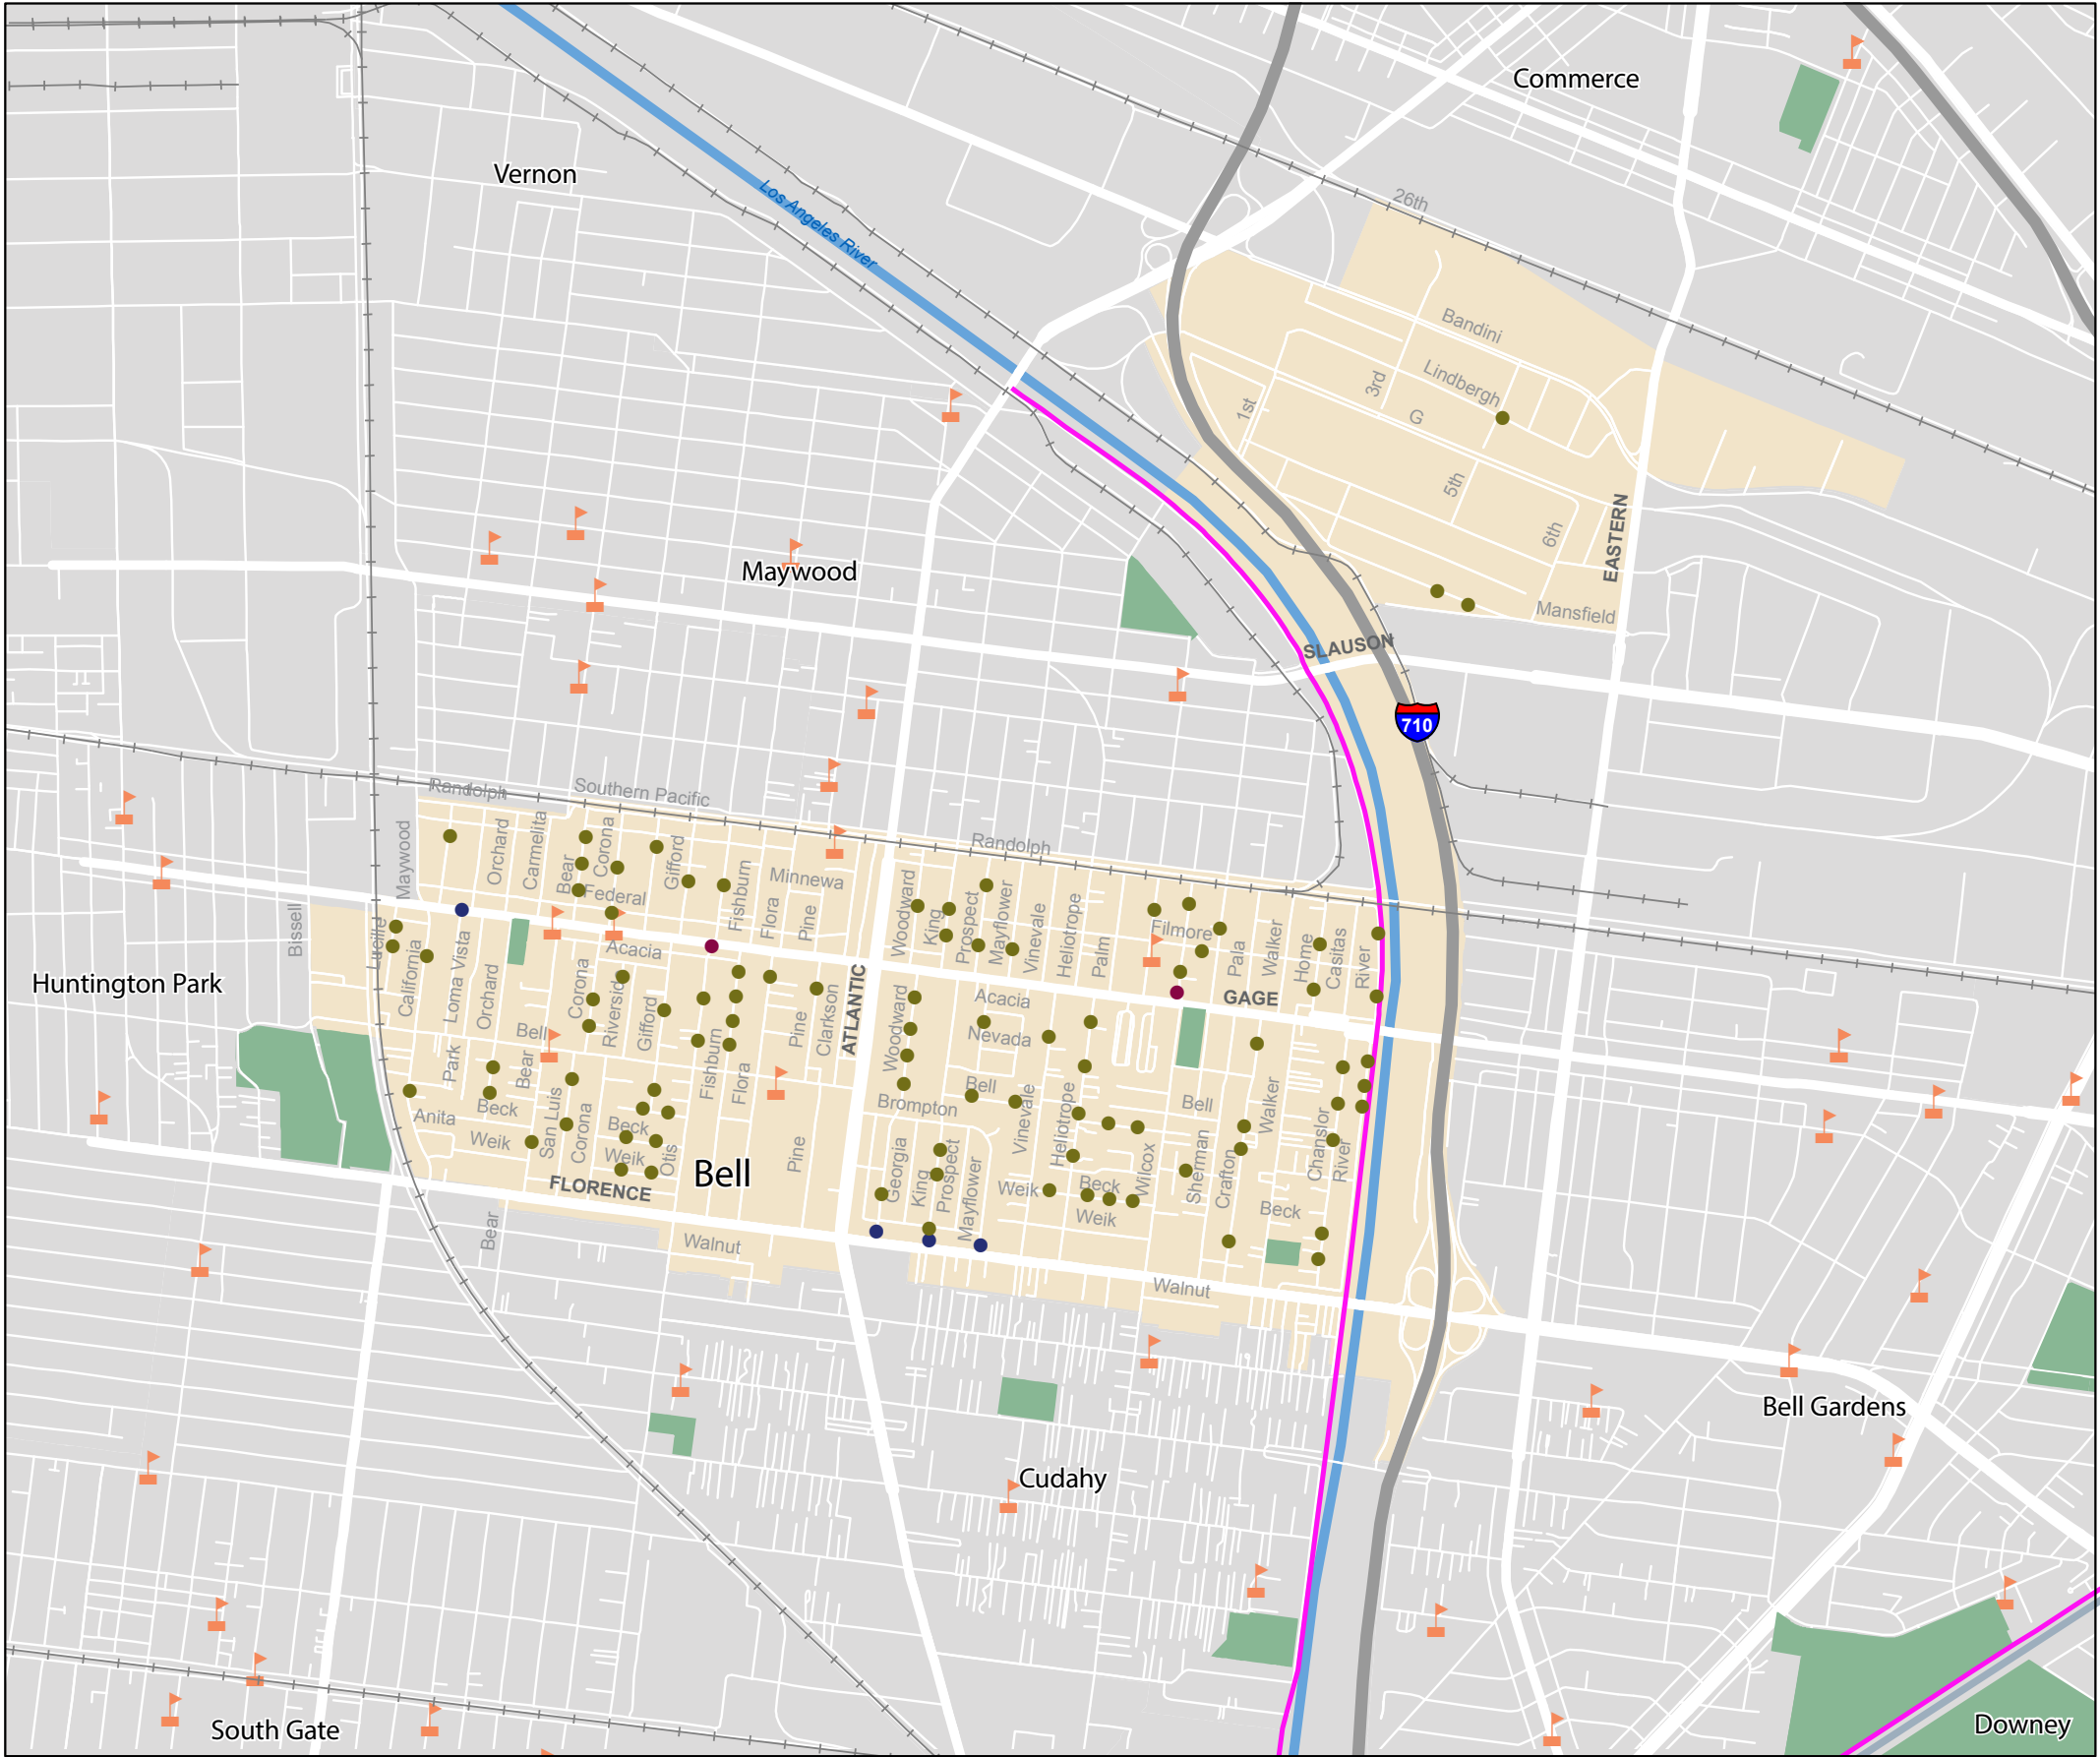 Commerce
Vernon
26th
Los Angeles River
Bandini
Lindbergh
3rd
G
1st
5th
6th
EASTERN
Maywood
Mansfield
SLAUSON
710
Randolph
Southern Pacific
Randolph
Maywood
Orchard
Carmelita
Bear
Corona
Gifford
Federal
Fishburn
Minnewa
Flora
Pine
Woodward
King
Prospect
Mayflower
Vinevale
Heliotrope
Palm
Filmore
Pala
Walker
Home
Casitas
River
Bissell
Lucille
California
Loma Vista
Orchard
Acacia
Corona
Riverside
Gifford
Fishburn
Flora
Pine
Clarkson
ATLANTIC
Woodward
Acacia
Nevada
GAGE
Huntington Park
Park
Bell
Bear
Beck
Anita
Weik
San Luis
Corona
Beck
Weik
Otis
Pine
Bell
Brompton
Bell
Vinevale
Heliotrope
Bell
Walker
Chanslor
River
Georgia
King
Prospect
Mayflower
Weik
Beck
Weik
Wilcox
Sherman
Crafton
Beck
Bell
FLORENCE
Bear
Walnut
Walnut
Bell Gardens
Cudahy
South Gate
Downey